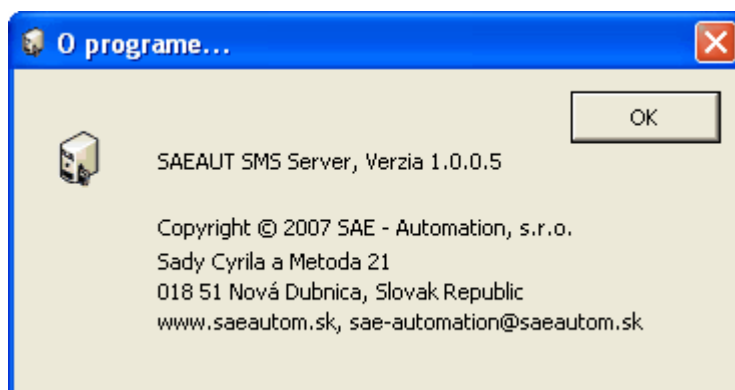 O programe...
OK
SAEAUT SMS Server, Verzia 1.0.0.5
Copyright © 2007 SAE - Automation, s.r.o.
Sady Cyrila a Metoda 21
018 51 Nová Dubnica, Slovak Republic
www.saeautom.sk, sae-automation@saeautom.sk